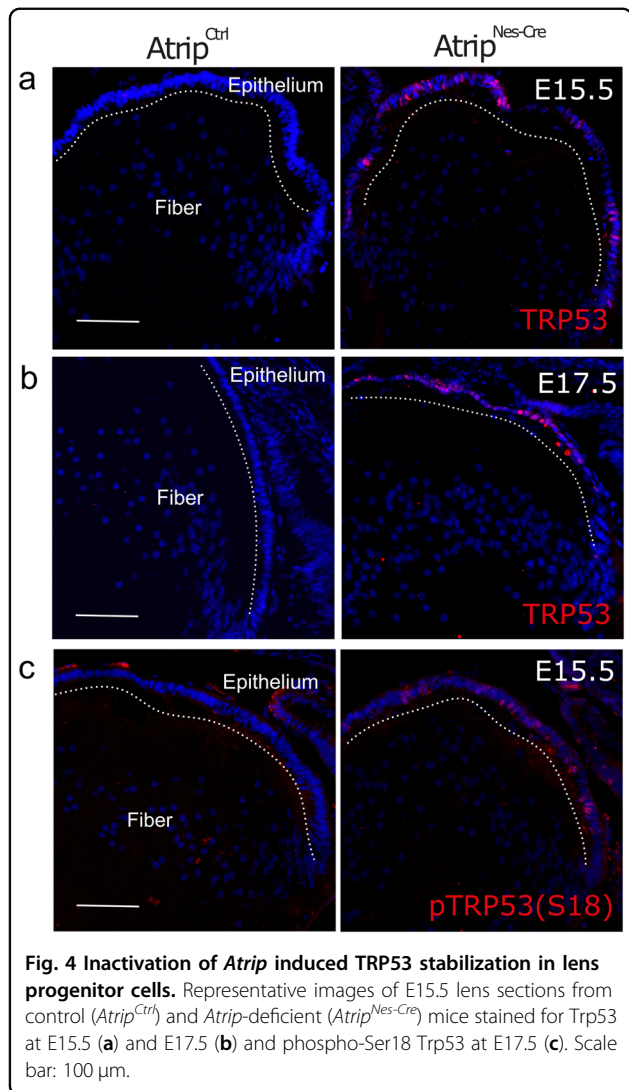 Atrip^Ctrl Atrip^Nes-Cre
a
Epithelium
E15.5
Fiber
TRP53
b
Epithelium
E17.5
Fiber
TRP53
c
Epithelium
E15.5
Fiber
pTRP53(S18)
Fig. 4 Inactivation of Atrip induced TRP53 stabilization in lens
progenitor cells. Representative images of E15.5 lens sections from
control (Atrip^Ctrl) and Atrip-deficient (Atrip^Nes-Cre) mice stained for Trp53
at E15.5 (a) and E17.5 (b) and phospho-Ser18 Trp53 at E17.5 (c). Scale
bar: 100 µm.